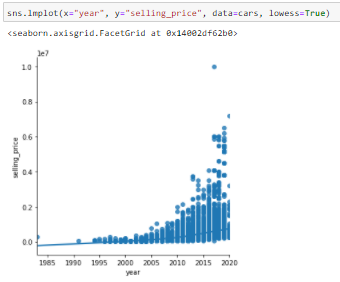 sns.lmplot(x="year", y="selling_price", data=cars, lowess=True)
<seaborn.axisgrid.FacetGrid at 0x14002df62b0>
1e7
1.0
0.8
0.6
0.4
0.2
0.0
selling_price
1985 1990 1995 2000 2005 2010 2015 2020
year